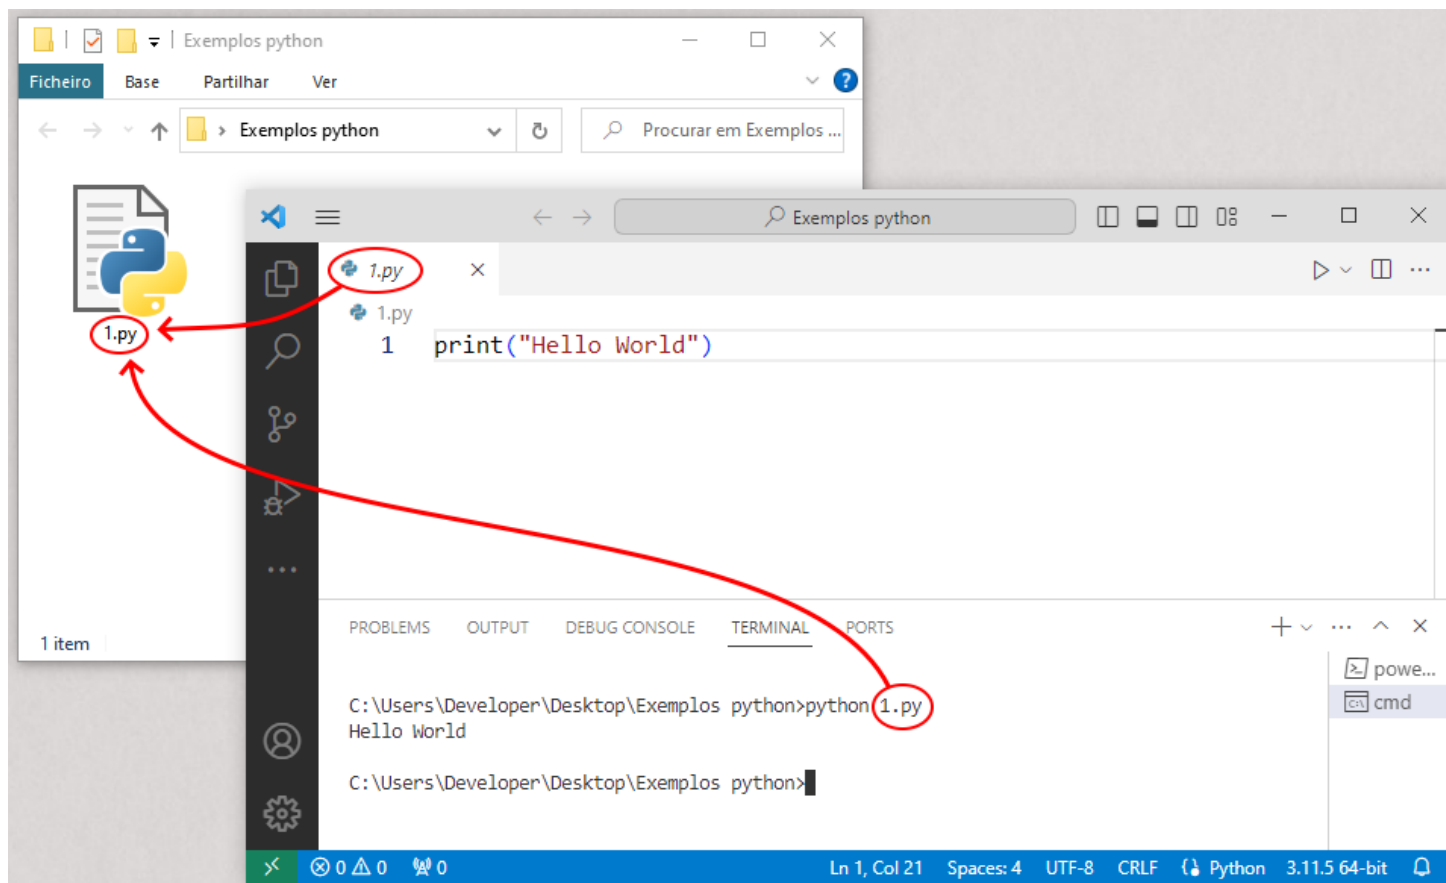 Exemplos python
Ficheiro Base Partilhar Ver
Exemplos python
Procurar em Exemplos ...
1.py
1 item
Exemplos python
1.py
1.py
1 print("Hello World")
PROBLEMS OUTPUT DEBUG CONSOLE TERMINAL PORTS
C:\Users\Developer\Desktop\Exemplos python>python 1.py
Hello World
C:\Users\Developer\Desktop\Exemplos python>
powe...
cmd
0 0 0 Ln 1, Col 21 Spaces: 4 UTF-8 CRLF Python 3.11.5 64-bit